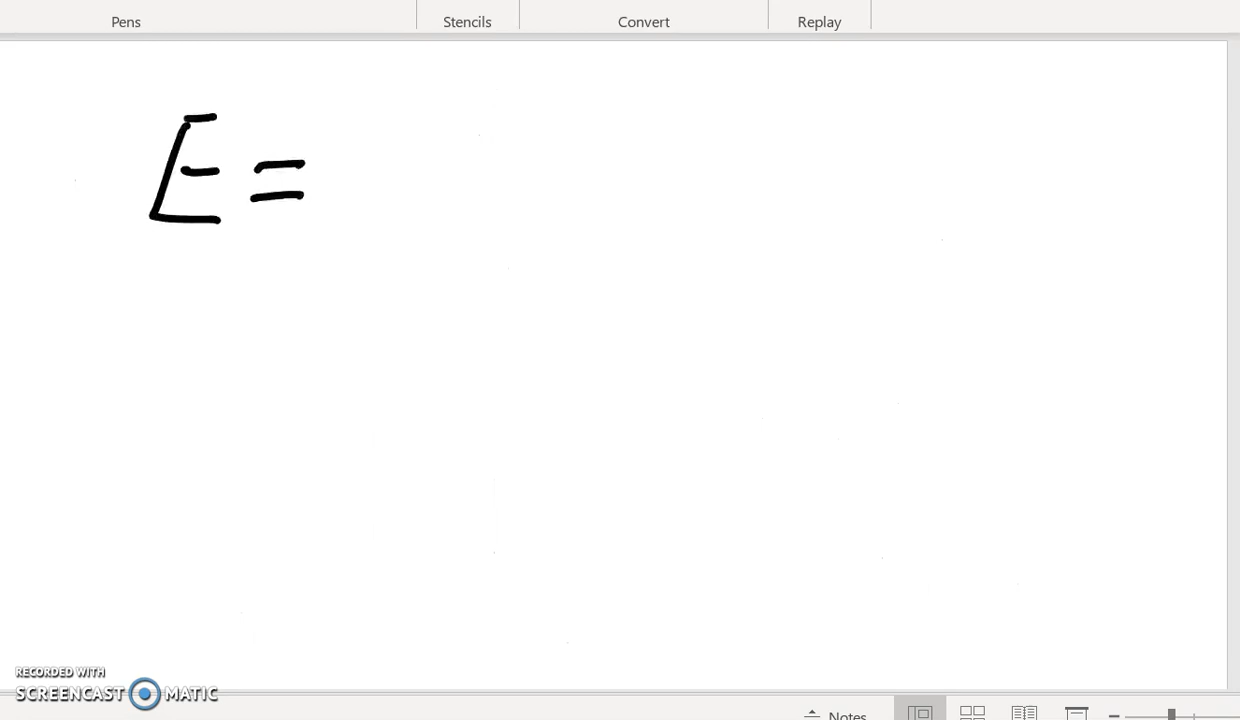 Pens Stencils Convert Replay
E =
RECORDED WITH
SCREENCAST MATIC
Notes